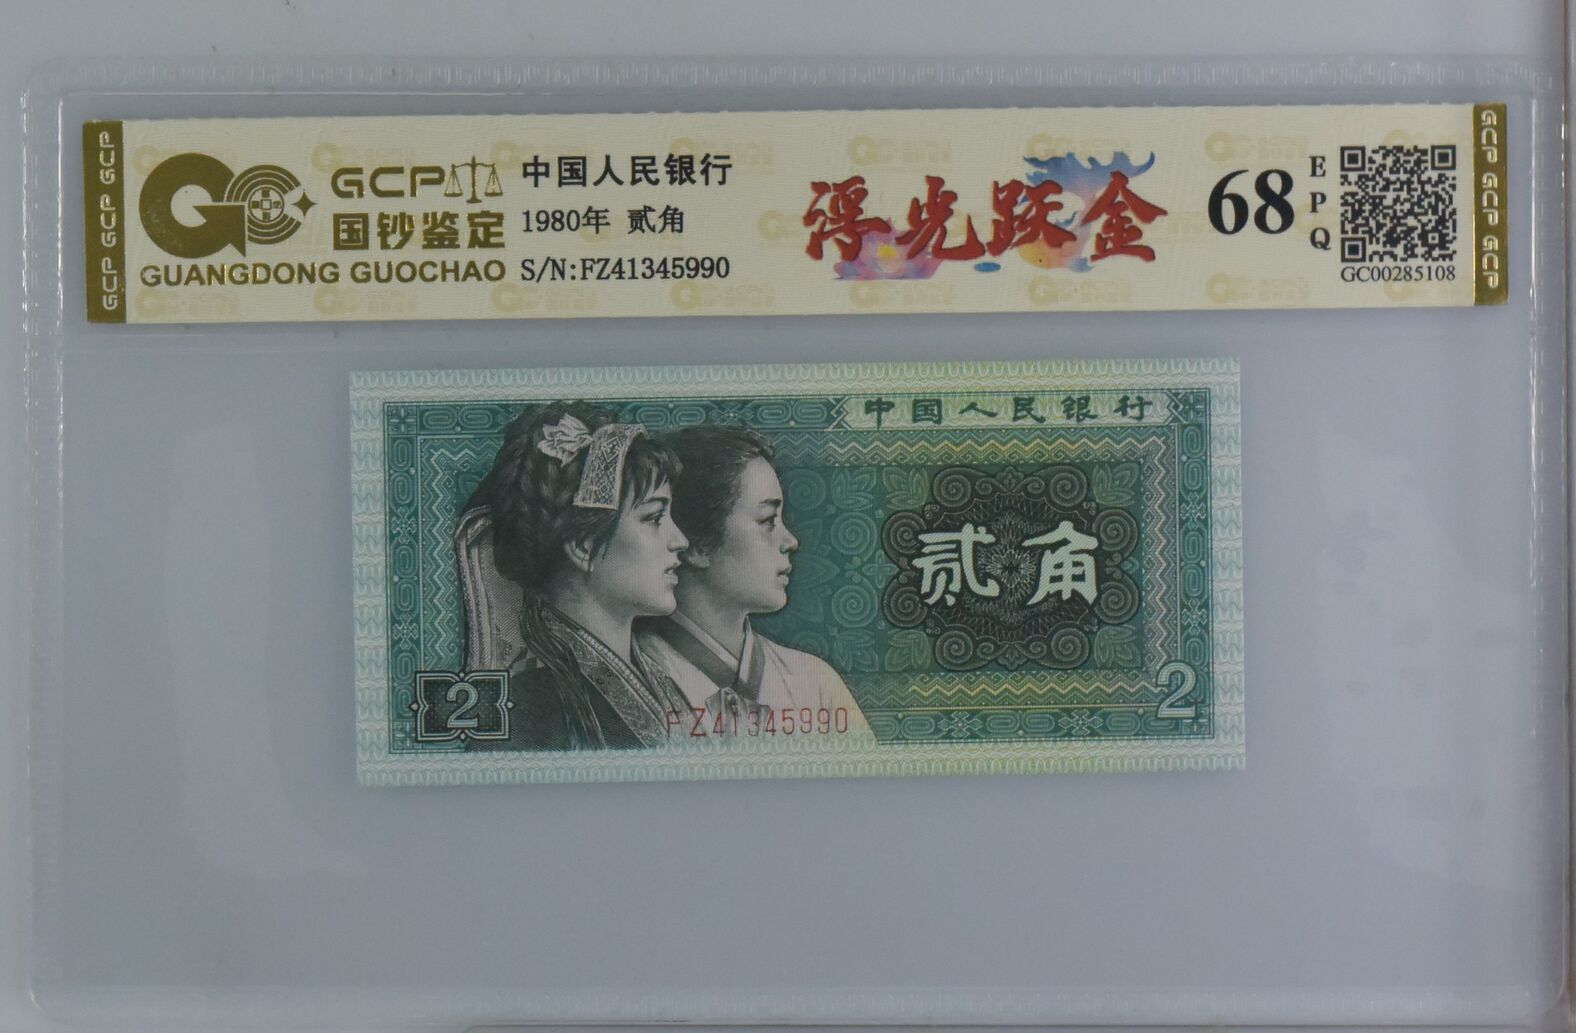 GCP GCP GCP
GCP
国钞鉴定
GUANGDONG GUOCHAO
中国人民银行
1980年 贰角
S/N:FZ41345990
浮光跃金
68
EPQ
GC00285108
GCP GCP GCP
中国人民银行
贰角
2
2
FZ41345990